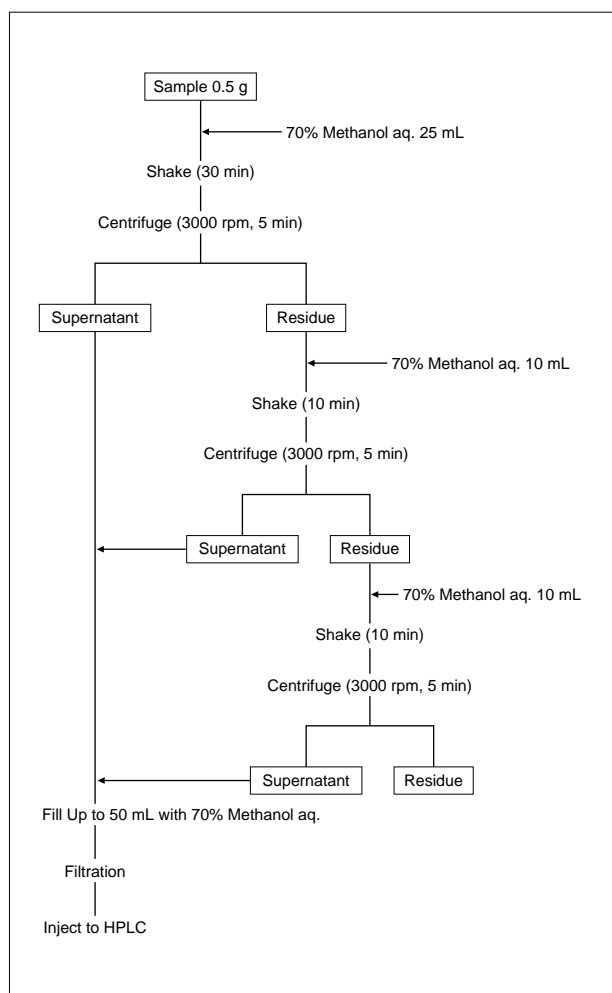 Sample 0.5 g
70% Methanol aq. 25 mL
Shake (30 min)
Centrifuge (3000 rpm, 5 min)
Supernatant
Residue
70% Methanol aq. 10 mL
Shake (10 min)
Centrifuge (3000 rpm, 5 min)
Supernatant
Residue
70% Methanol aq. 10 mL
Shake (10 min)
Centrifuge (3000 rpm, 5 min)
Supernatant
Residue
Fill Up to 50 mL with 70% Methanol aq.
Filtration
Inject to HPLC